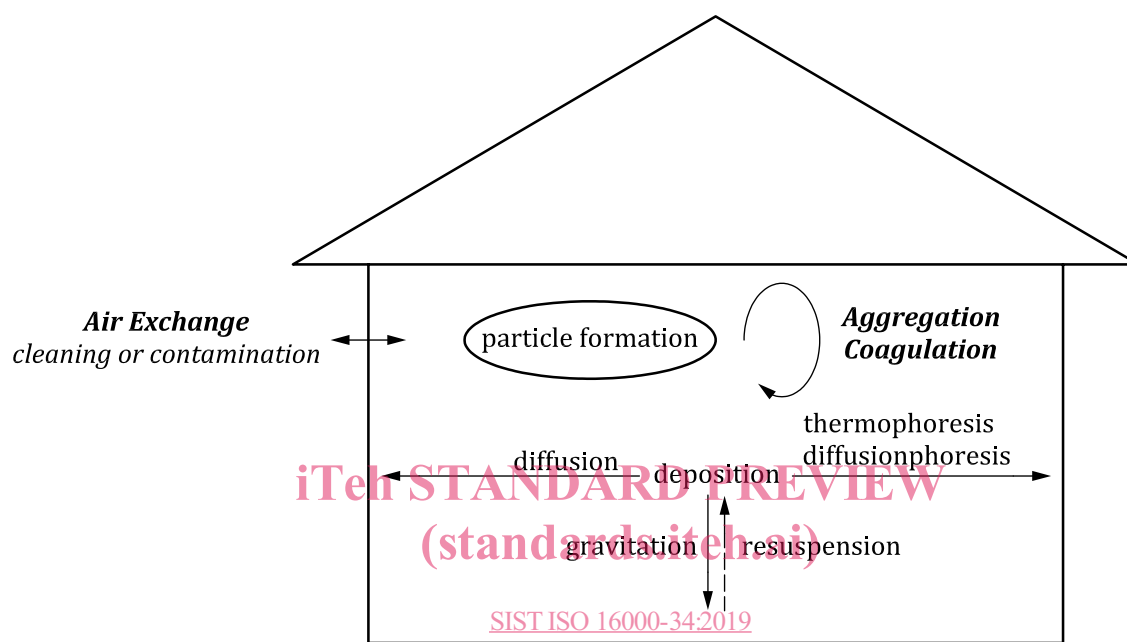 Air Exchange
cleaning or contamination
particle formation
Aggregation
Coagulation
thermophoresis
diffusionphoresis
diffusion
deposition
iTeh STANDARD PREVIEW
(standards.iteh.ai)
gravitation
resuspension
SIST ISO 16000-34:2019